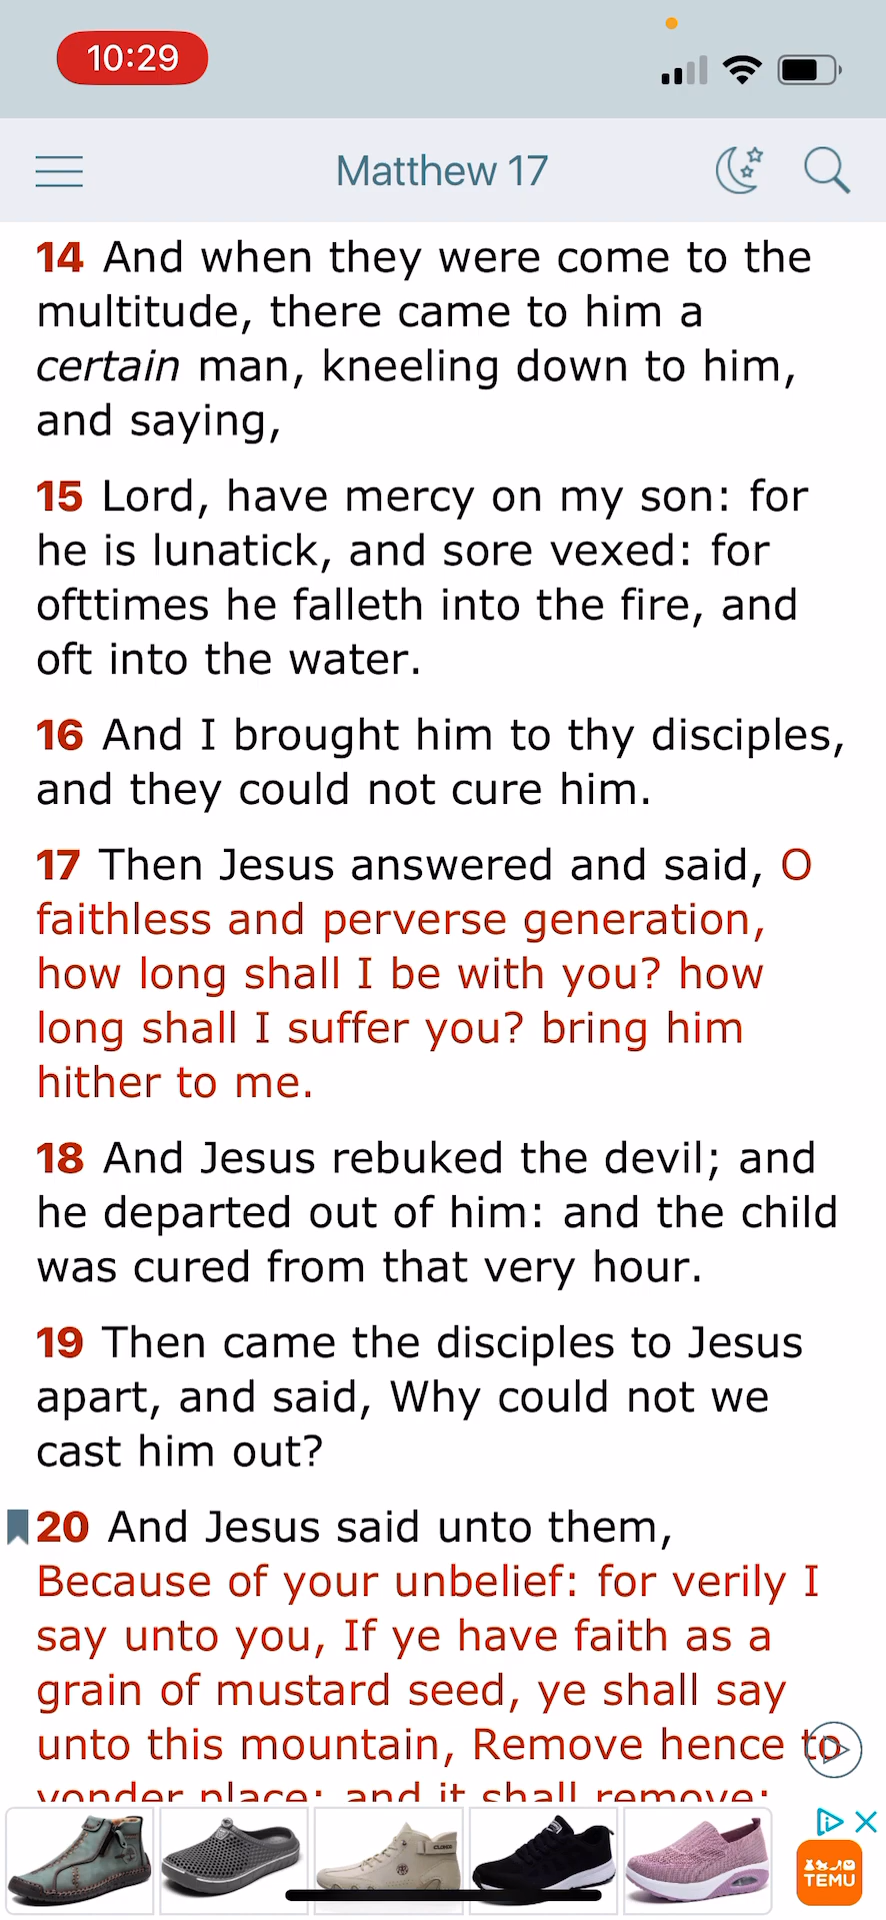 10:29
Matthew 17
14 And when they were come to the
multitude, there came to him a
certain man, kneeling down to him,
and saying,
15 Lord, have mercy on my son: for
he is lunatick, and sore vexed: for
ofttimes he falleth into the fire, and
oft into the water.
16 And I brought him to thy disciples,
and they could not cure him.
17 Then Jesus answered and said, O
faithless and perverse generation,
how long shall I be with you? how
long shall I suffer you? bring him
hither to me.
18 And Jesus rebuked the devil; and
he departed out of him: and the child
was cured from that very hour.
19 Then came the disciples to Jesus
apart, and said, Why could not we
cast him out?
20 And Jesus said unto them,
Because of your unbelief: for verily I
say unto you, If ye have faith as a
grain of mustard seed, ye shall say
unto this mountain, Remove hence to
yonder place; and it shall remove;
TEMU